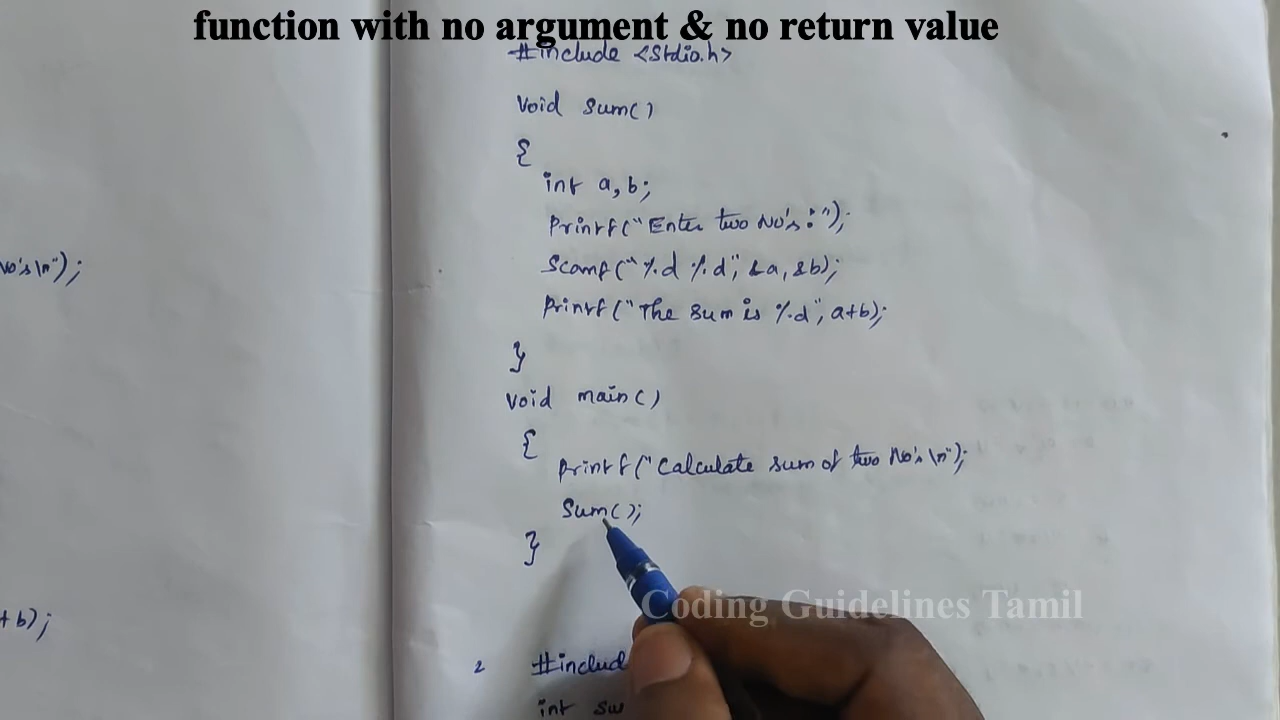 function with no argument & no return value
#include <stdio.h>
void sum()
{
int a,b;
Printf("Enter two No's:");
Scanf("%d %d", &a, &b);
Printf("The sum is %d", a+b);
}
void main()
{
printf("Calculate sum of two No's\n");
Sum();
}
No's\n");
+ b);
Coding Guidelines Tamil
2 #includ
int su